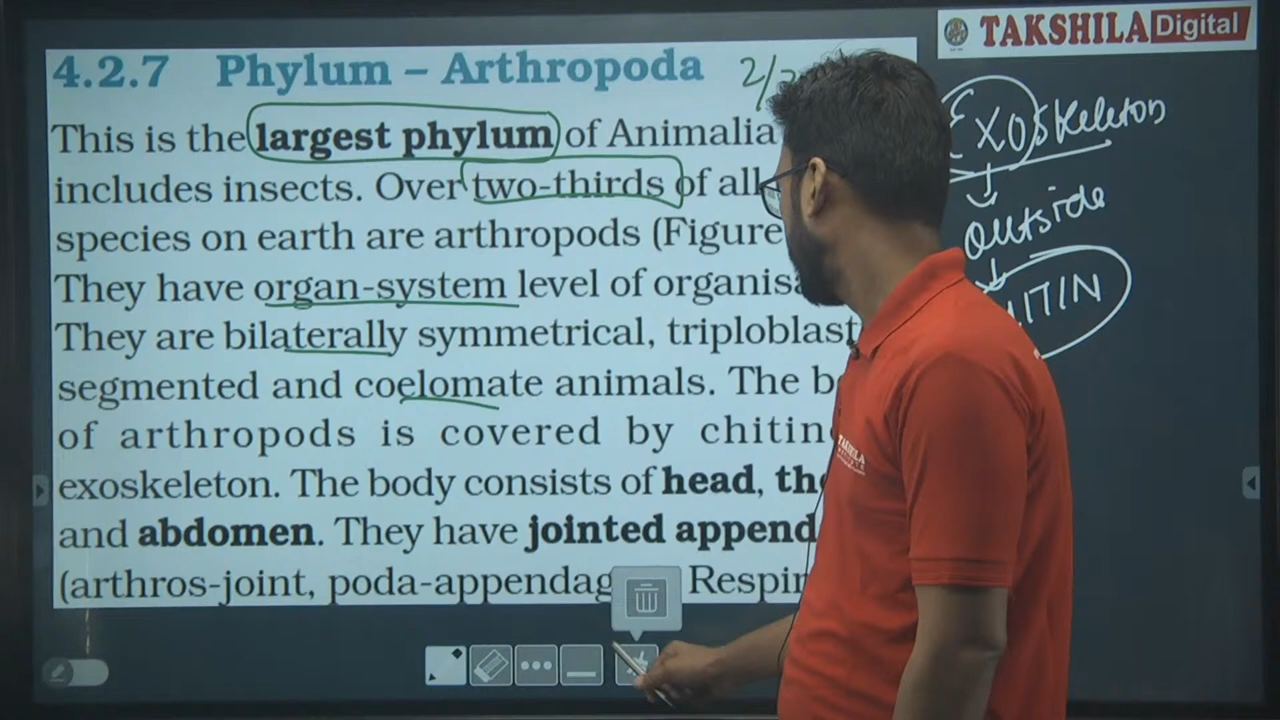 TAKSHILA Digital
4.2.7 Phylum – Arthropoda
2/
This is the largest phylum of Animalia
includes insects. Over two-thirds of all
species on earth are arthropods (Figure
They have organ-system level of organisa
They are bilaterally symmetrical, triploblast
segmented and coelomate animals. The b
of arthropods is covered by chitin
exoskeleton. The body consists of head, th
and abdomen. They have jointed append
(arthros-joint, poda-appendag Respir
Exoskeleton
outside
ITIN
TAKSHILA